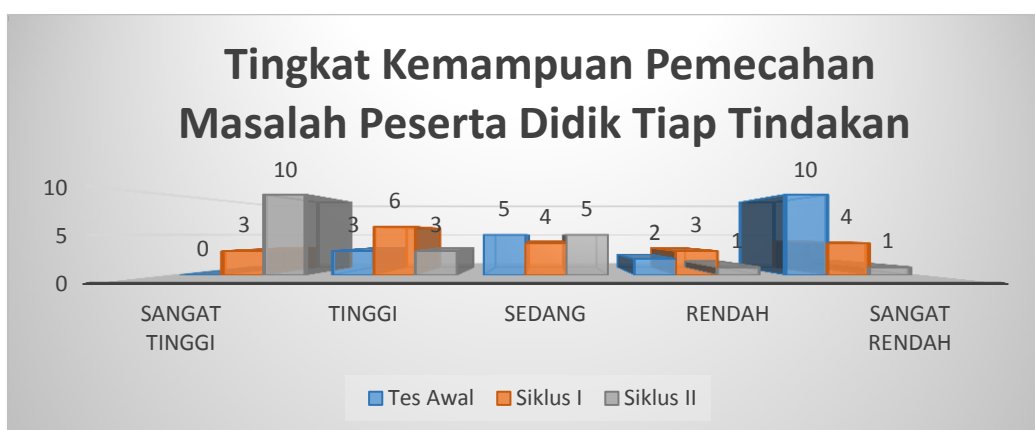 Tingkat Kemampuan Pemecahan
Masalah Peserta Didik Tiap Tindakan
10
5
0
0
3
10
3
6
3
5
4
5
2
3
1
10
4
1
SANGAT
TINGGI
TINGGI
SEDANG
RENDAH
SANGAT
RENDAH
Tes Awal
Siklus I
Siklus II